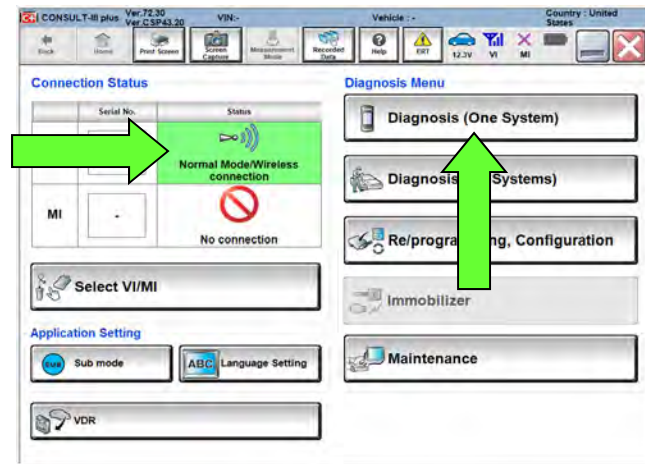 CONSULT-III plus
Ver.72.30
Ver.CSP43.20
VIN:-
Vehicle : -
Country : United
States
Back
Home
Print Screen
Screen
Capture
Measurement
Mode
Recorded
Data
Help
ERT
12.3V
VI
MI
Connection Status
Serial No.
Status
Normal Mode/Wireless
connection
MI
-
No connection
Select VI/MI
Application Setting
SUB
Sub mode
ABC
Language Setting
VDR
Diagnosis Menu
Diagnosis (One System)
Diagnosis
Systems)
Re/progra
ng, Configuration
Immobilizer
Maintenance